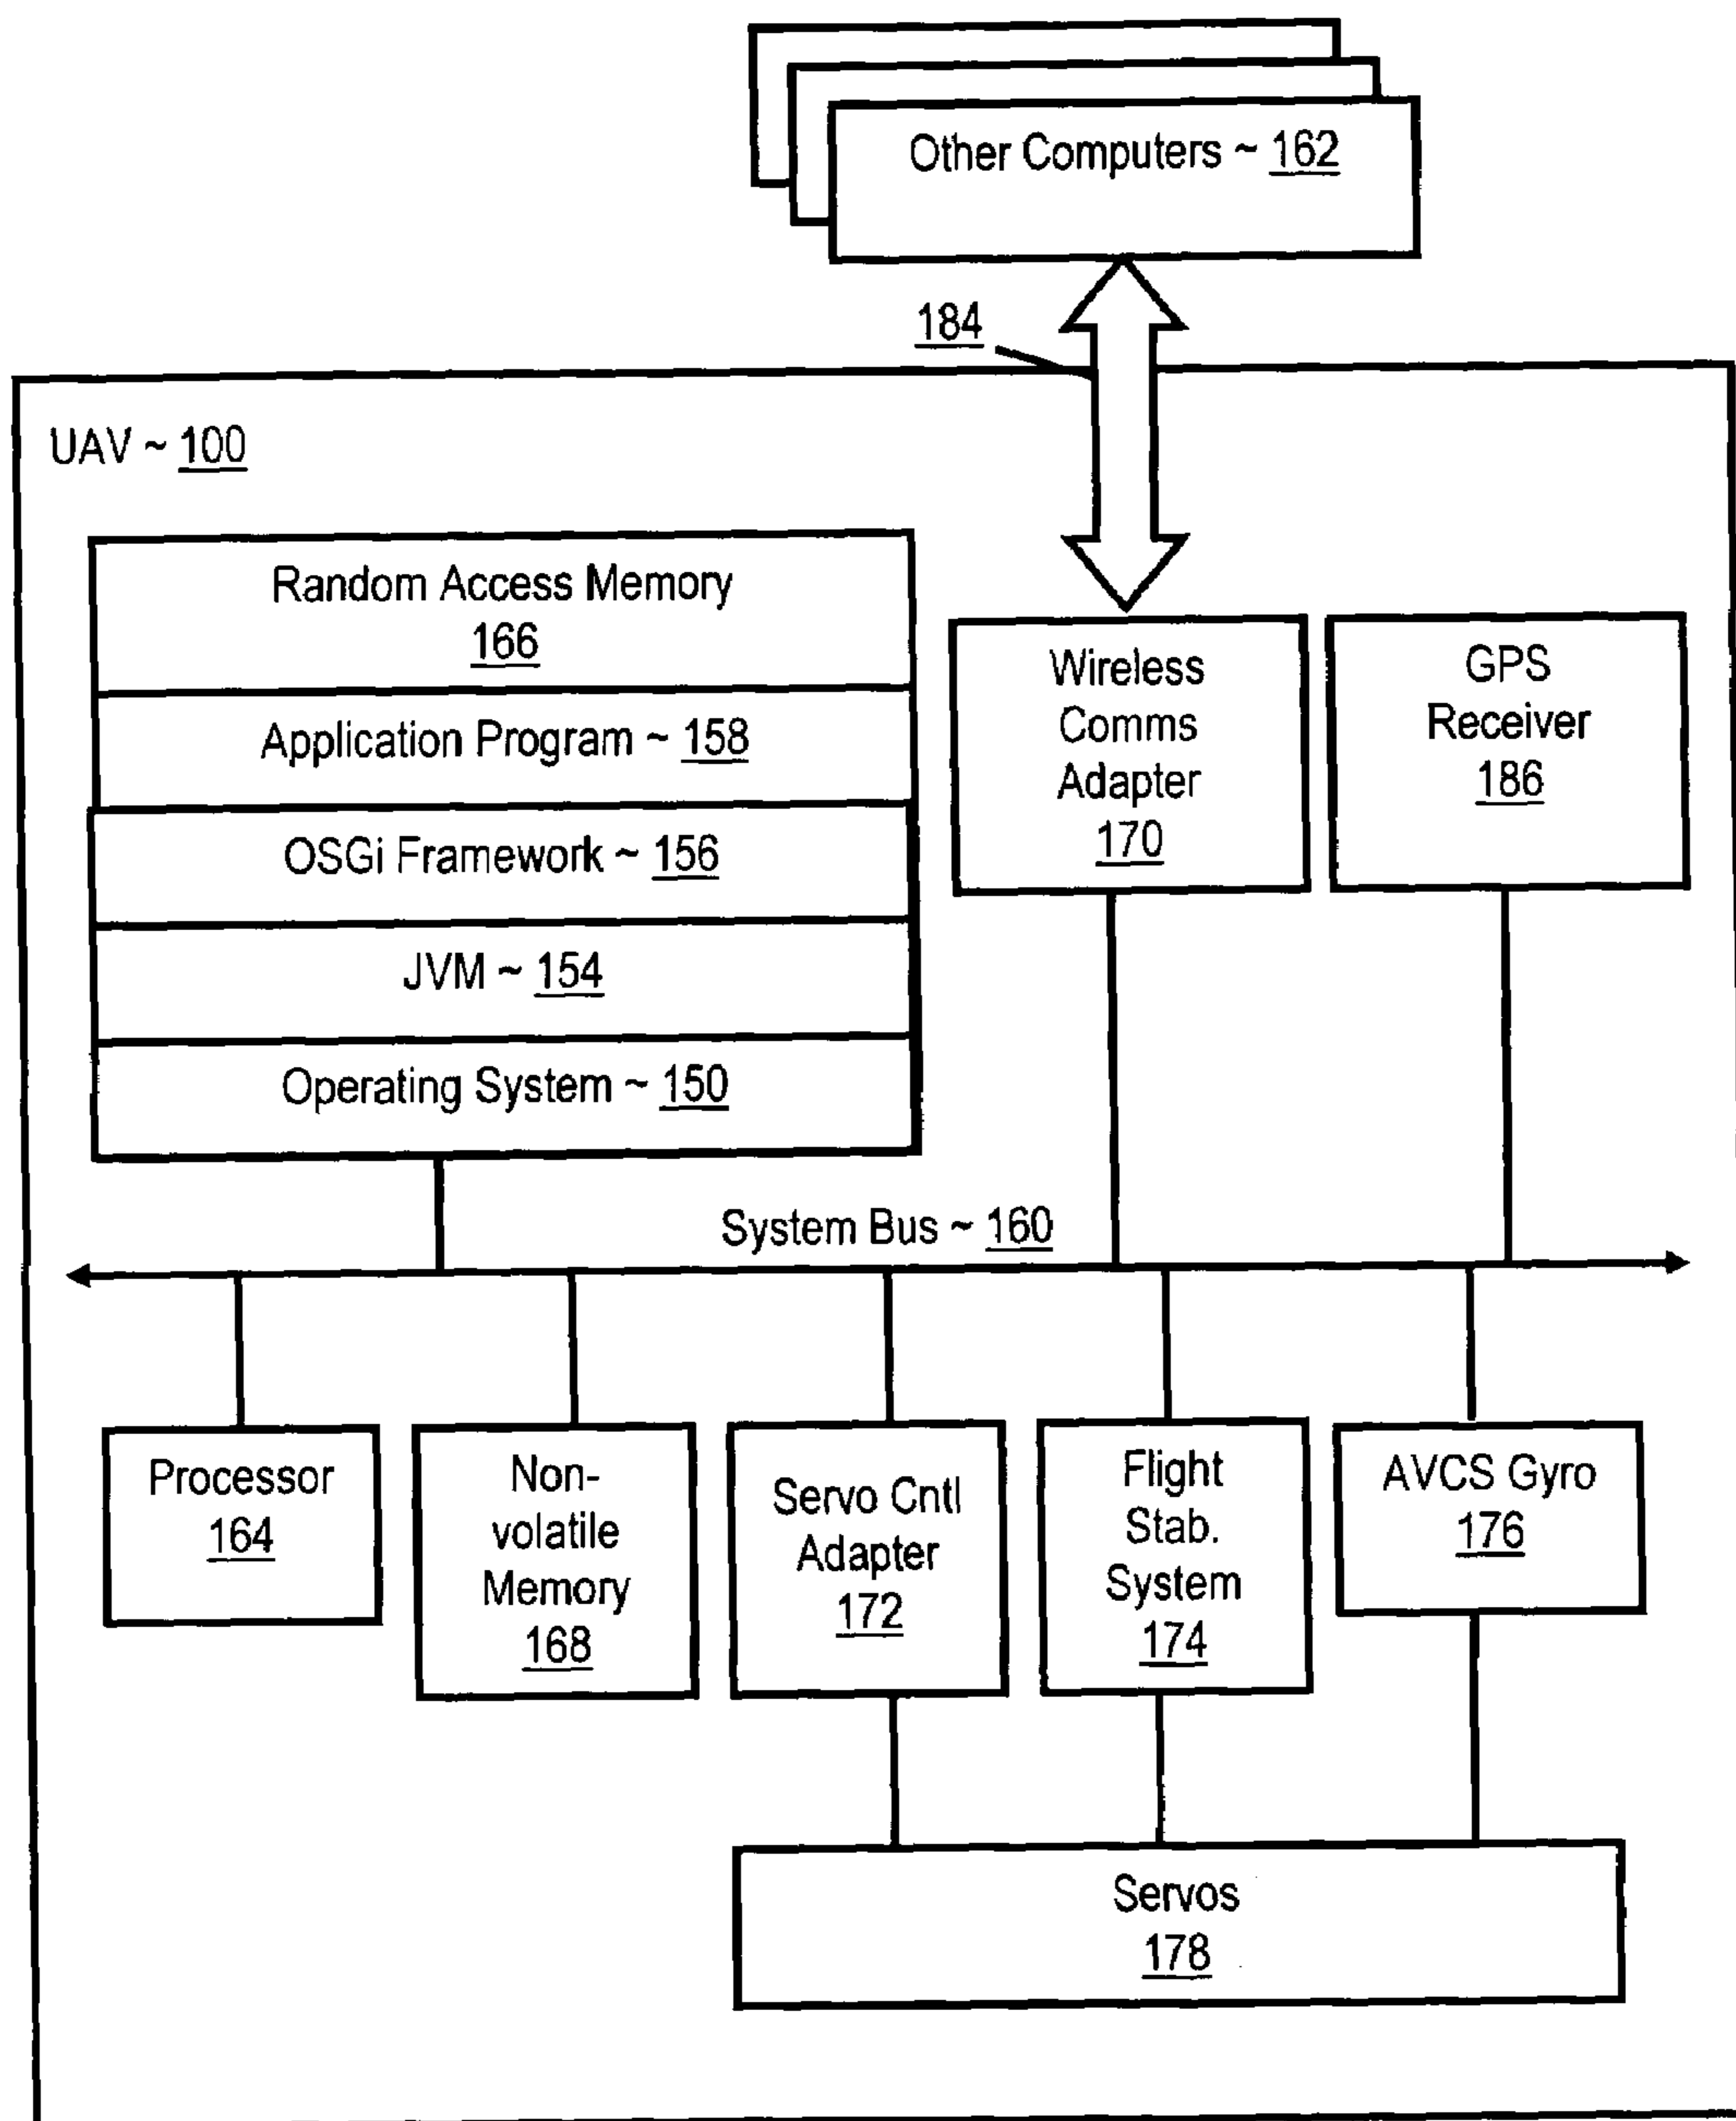 Other Computers ~ 162
184
UAV ~ 100
Random Access Memory
166
Application Program ~ 158
OSGi Framework ~ 156
JVM ~ 154
Operating System ~ 150
Wireless
Comms
Adapter
170
GPS
Receiver
186
System Bus ~ 160
Processor
164
Non-
volatile
Memory
168
Servo Cntl
Adapter
172
Flight
Stab.
System
174
AVCS Gyro
176
Servos
178